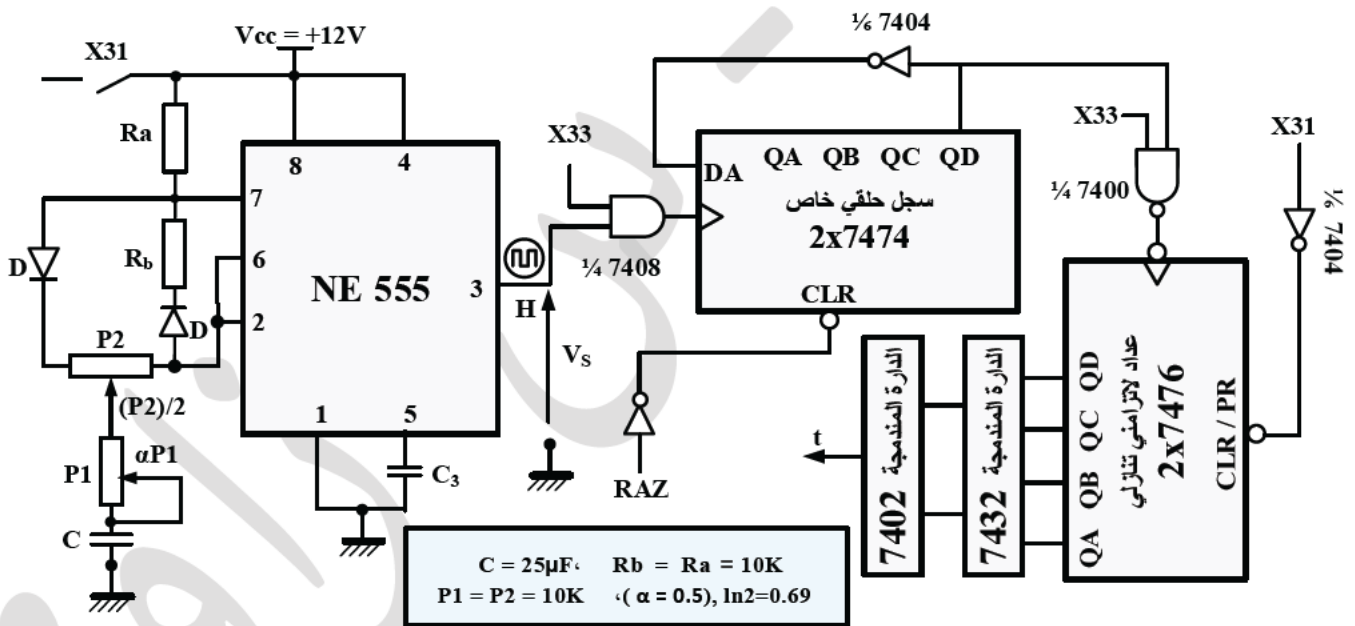 ⅙ 7404
Vcc = +12V
X31
Ra
8
4
7
Rb
D
6
NE 555
3
2
D
P2
(P2)/2
1
5
αP1
P1
C
C3
H
VS
X33
¼ 7408
DA
QA QB QC QD
سجل حلقي خاص
2x7474
CLR
RAZ
X33
¼ 7400
X31
⅙ 7404
QD
QC
QB
QA
عداد لاتزامني تنازلي
2x7476
CLR / PR
الدارة المندمجة 7432
الدارة المندمجة 7402
t
C = 25µF، Rb = Ra = 10K
P1 = P2 = 10K ،( α = 0.5), ln2=0.69